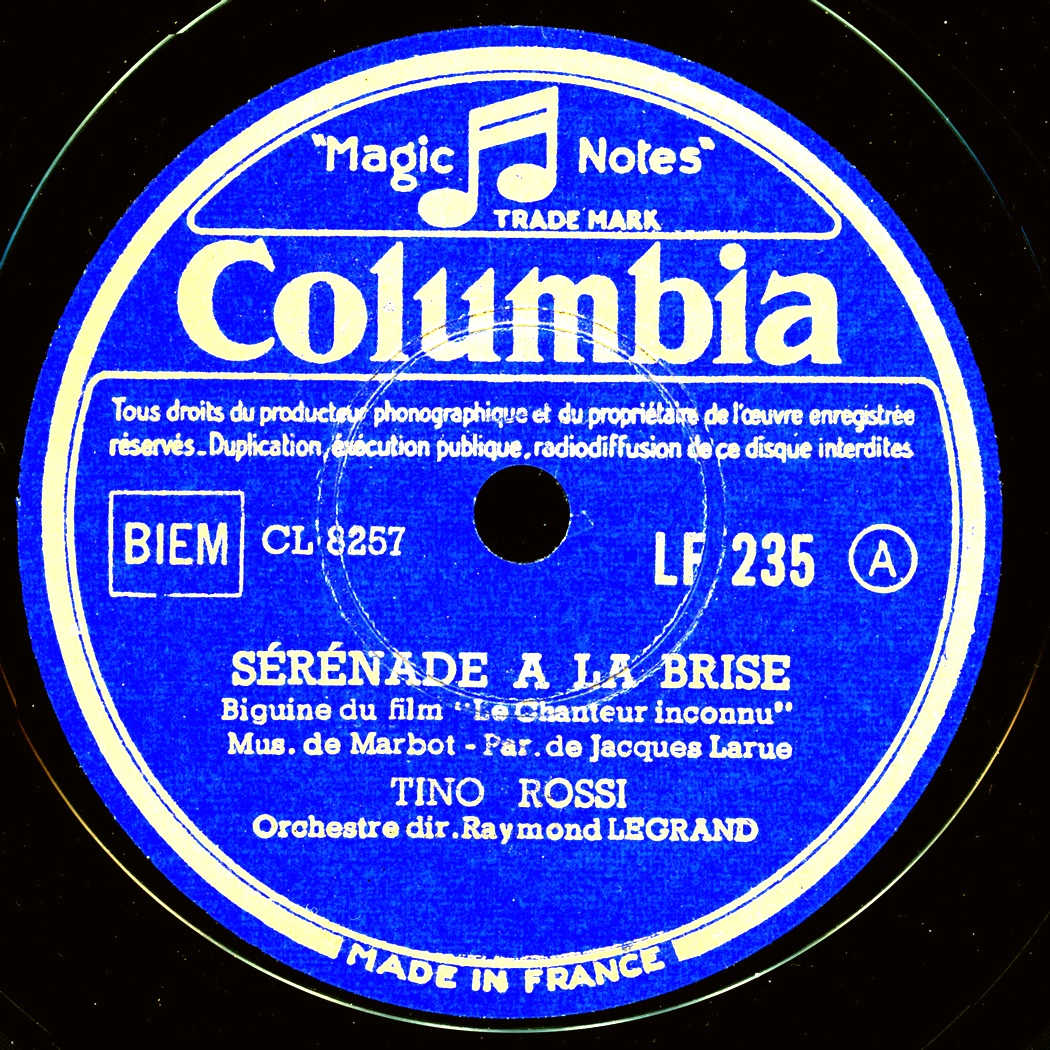 "Magic Notes"
TRADE MARK
Columbia
Tous droits du producteur phonographique et du propriétaire de l'œuvre enregistrée
réservés_Duplication, éxécution publique, radiodiffusion de ce disque interdites
BIEM CL 8257 LF 235 A
SÉRÉNADE A LA BRISE
Biguine du film "Le Chanteur inconnu"
Mus. de Marbot - Par. de Jacques Larue
TINO ROSSI
Orchestre dir. Raymond LEGRAND
MADE IN FRANCE